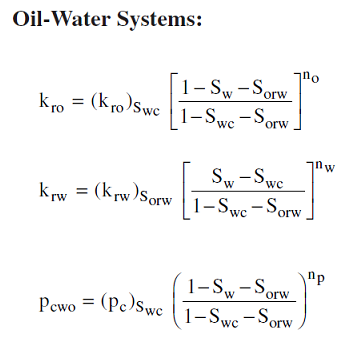 Oil-Water Systems:
k_ro = (k_ro)_Swc [ (1 – S_w – S_orw) / (1 – S_wc – S_orw) ]^n_o
k_rw = (k_rw)_Sorw [ (S_w – S_wc) / (1 – S_wc – S_orw) ]^n_w
P_cwo = (p_c)_Swc ( (1 – S_w – S_orw) / (1 – S_wc – S_orw) )^n_p